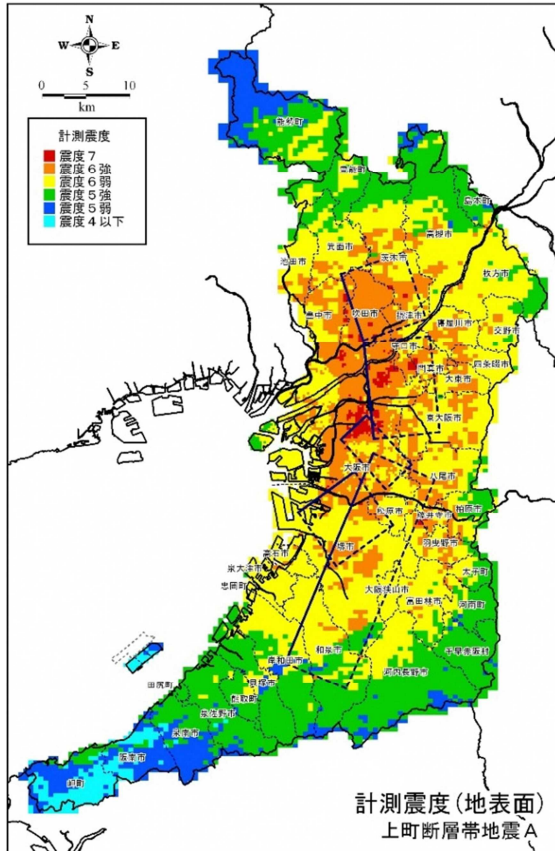 N
W
E
S
0 5 10
km
計測震度
震度７
震度６強
震度６弱
震度５強
震度５弱
震度４以下
能勢町
豊能町
島本町
高槻市
箕面市
茨木市
池田市
枚方市
豊中市
吹田市
摂津市
寝屋川市
交野市
守口市
門真市
四条畷市
大東市
東大阪市
大阪市
八尾市
松原市
藤井寺市
柏原市
堺市
羽曳野市
高石市
泉大津市
太子町
忠岡町
大阪狭山市
富田林市
河南町
和泉市
千早赤阪村
岸和田市
河内長野市
貝塚市
田尻町
熊取町
泉佐野市
泉南市
阪南市
岬町
計測震度(地表面)
上町断層帯地震Ａ